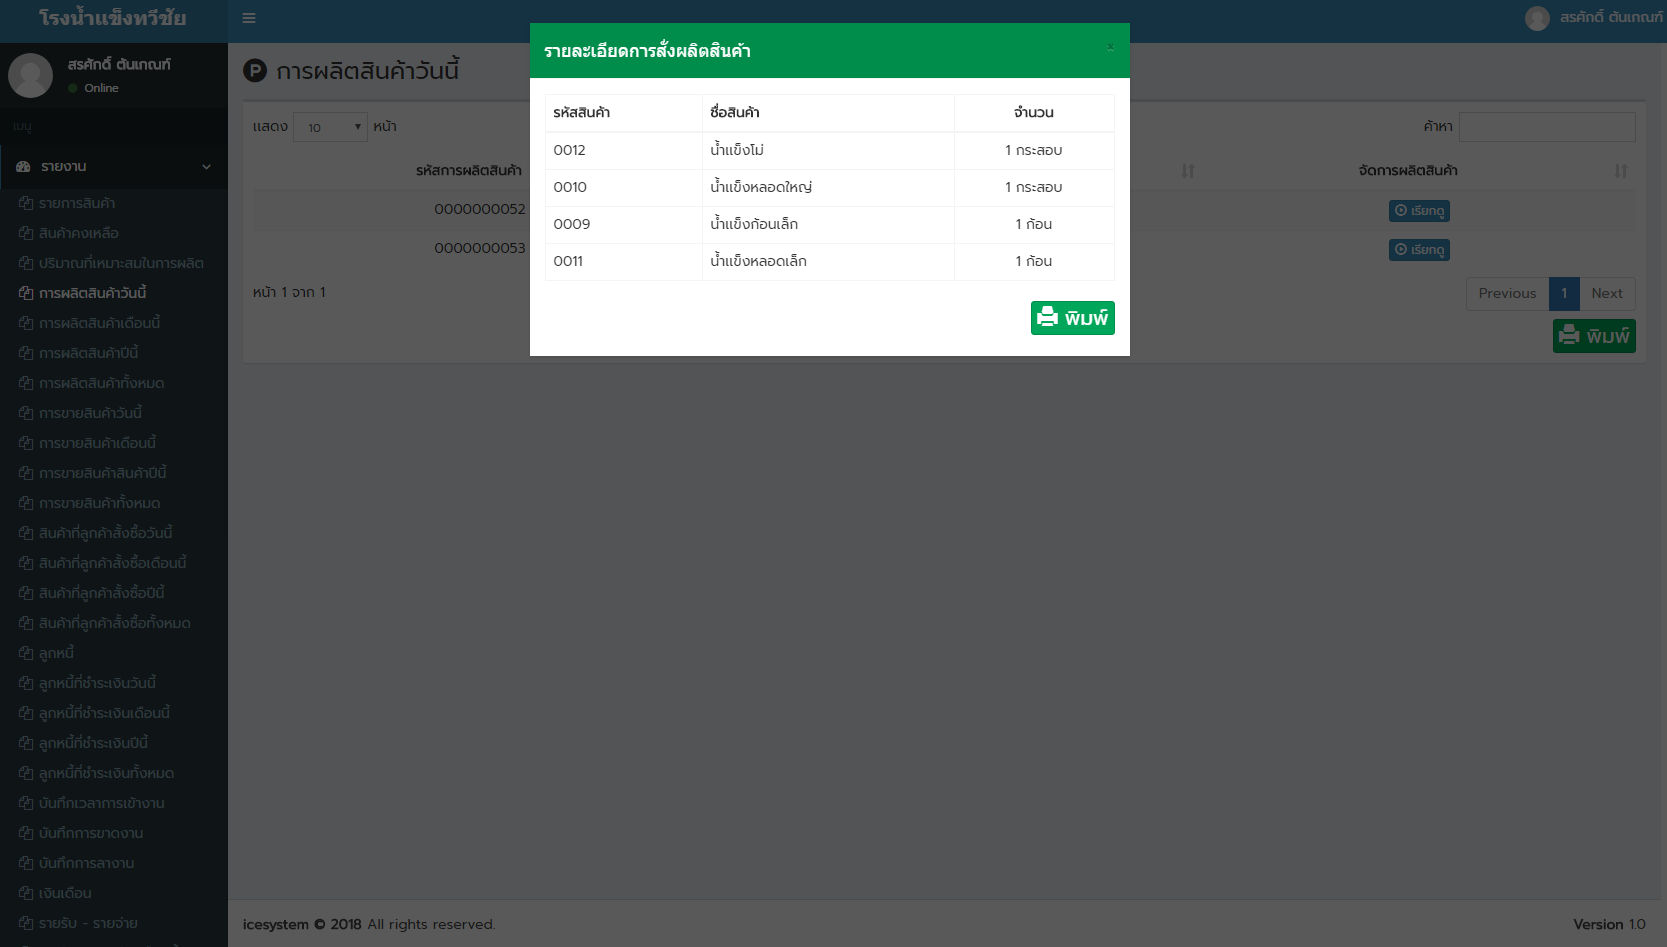 โรงน้ำแข็งทวีชัย
สรศักดิ์ ตันเกณฑ์
สรศักดิ์ ตันเกณฑ์
Online
เมนู
รายงาน
รายการสินค้า
สินค้าคงเหลือ
ปริมาณที่เหมาะสมในการผลิต
การผลิตสินค้าวันนี้
การผลิตสินค้าเดือนนี้
การผลิตสินค้าปีนี้
การผลิตสินค้าทั้งหมด
การขายสินค้าวันนี้
การขายสินค้าเดือนนี้
การขายสินค้าสินค้าปีนี้
การขายสินค้าทั้งหมด
สินค้าที่ลูกค้าสั้งซื้อวันนี้
สินค้าที่ลูกค้าสั้งซื้อเดือนนี้
สินค้าที่ลูกค้าสั้งซื้อปีนี้
สินค้าที่ลูกค้าสั้งซื้อทั้งหมด
ลูกหนี้
ลูกหนี้ที่ชำระเงินวันนี้
ลูกหนี้ที่ชำระเงินเดือนนี้
ลูกหนี้ที่ชำระเงินปีนี้
ลูกหนี้ที่ชำระเงินทั้งหมด
บันทึกเวลาการเข้างาน
บันทึกการขาดงาน
บันทึกการลางาน
เงินเดือน
รายรับ - รายจ่าย
P การผลิตสินค้าวันนี้
แสดง 10 หน้า
ค้าหา
รหัสการผลิตสินค้า จัดการผลิตสินค้า
0000000052 เรียกดู
0000000053 เรียกดู
หน้า 1 จาก 1
Previous 1 Next
พิมพ์
รายละเอียดการสั่งผลิตสินค้า ×
รหัสสินค้า ชื่อสินค้า จำนวน
0012 น้ำแข็งโม่ 1 กระสอบ
0010 น้ำแข็งหลอดใหญ่ 1 กระสอบ
0009 น้ำแข็งก้อนเล็ก 1 ก้อน
0011 น้ำแข็งหลอดเล็ก 1 ก้อน
พิมพ์
icesystem © 2018 All rights reserved.
Version 1.0